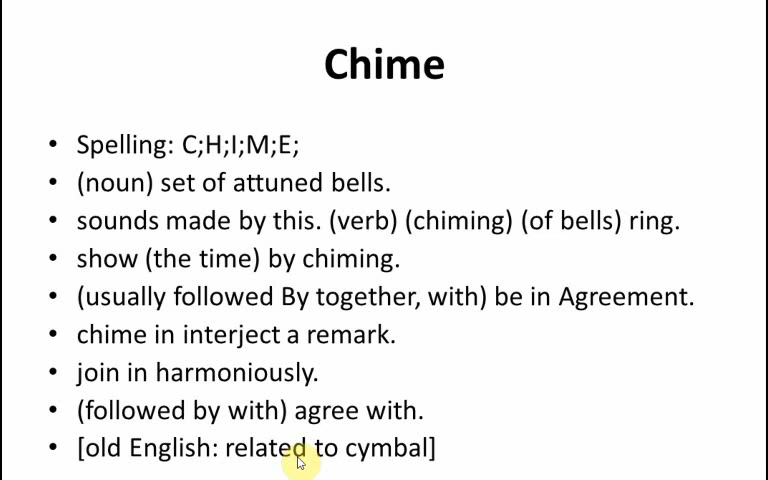 Chime
• Spelling: C;H;I;M;E;
• (noun) set of attuned bells.
• sounds made by this. (verb) (chiming) (of bells) ring.
• show (the time) by chiming.
• (usually followed By together, with) be in Agreement.
• chime in interject a remark.
• join in harmoniously.
• (followed by with) agree with.
• [old English: related to cymbal]